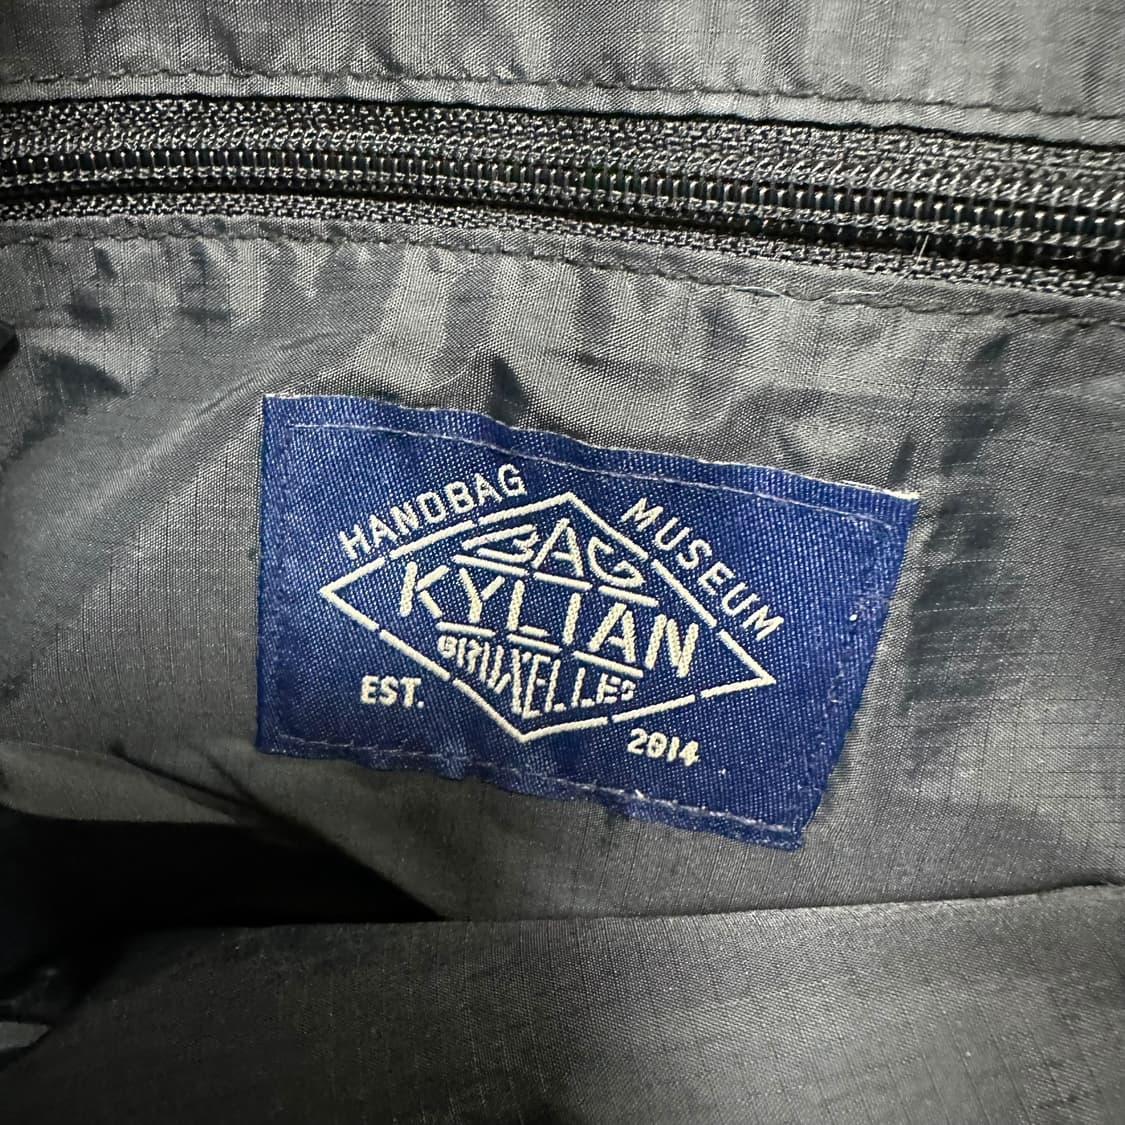 HANDBAG MUSEUM
BAG
KYLIAN
BRUXELLES
EST. 2014